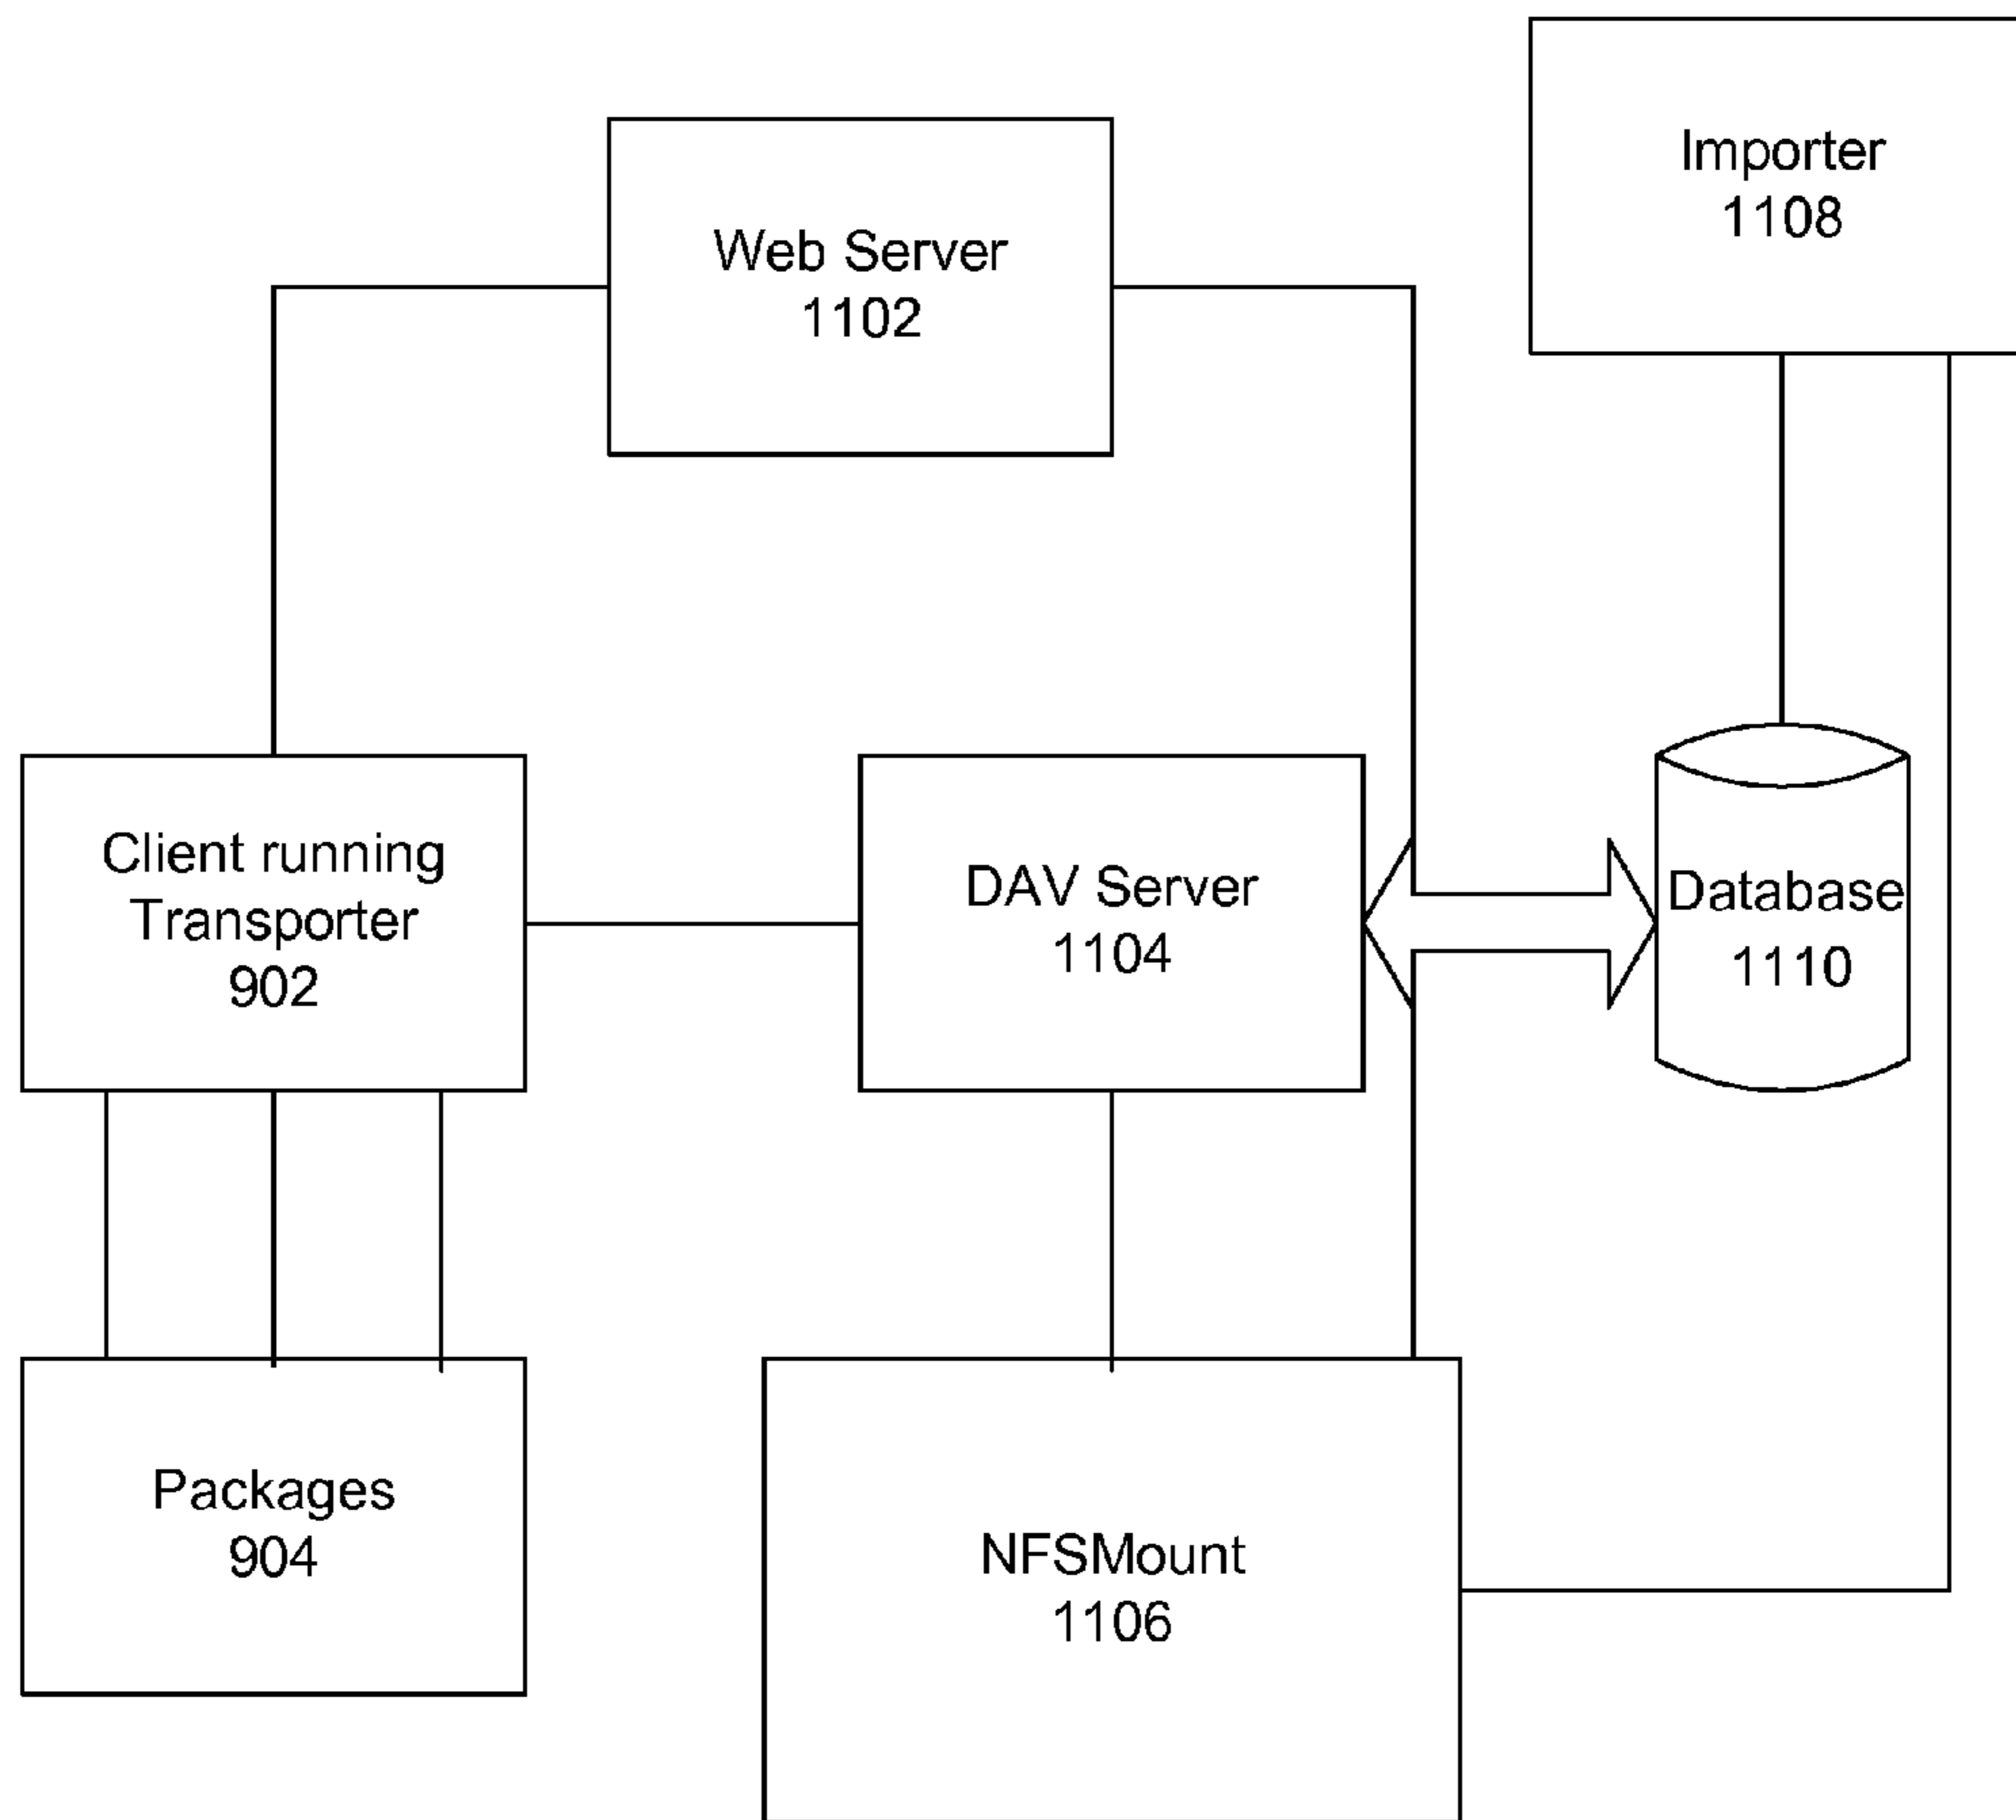 Importer
1108
Web Server
1102
Client running
Transporter
902
DAV Server
1104
Database
1110
Packages
904
NFSMount
1106